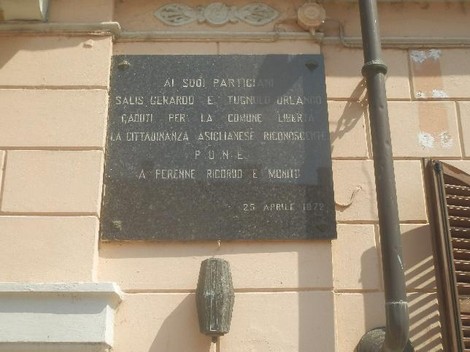 AI SUOI PARTIGIANI
SALIS GERARDO E TUGNOLO ORLANDO
CADUTI PER LA COMUNE LIBERTÀ
LA CITTADINANZA ASIGLIANESE RICONOSCENTE
P O N E
A PERENNE RICORDO E MONITO
25 APRILE 1975